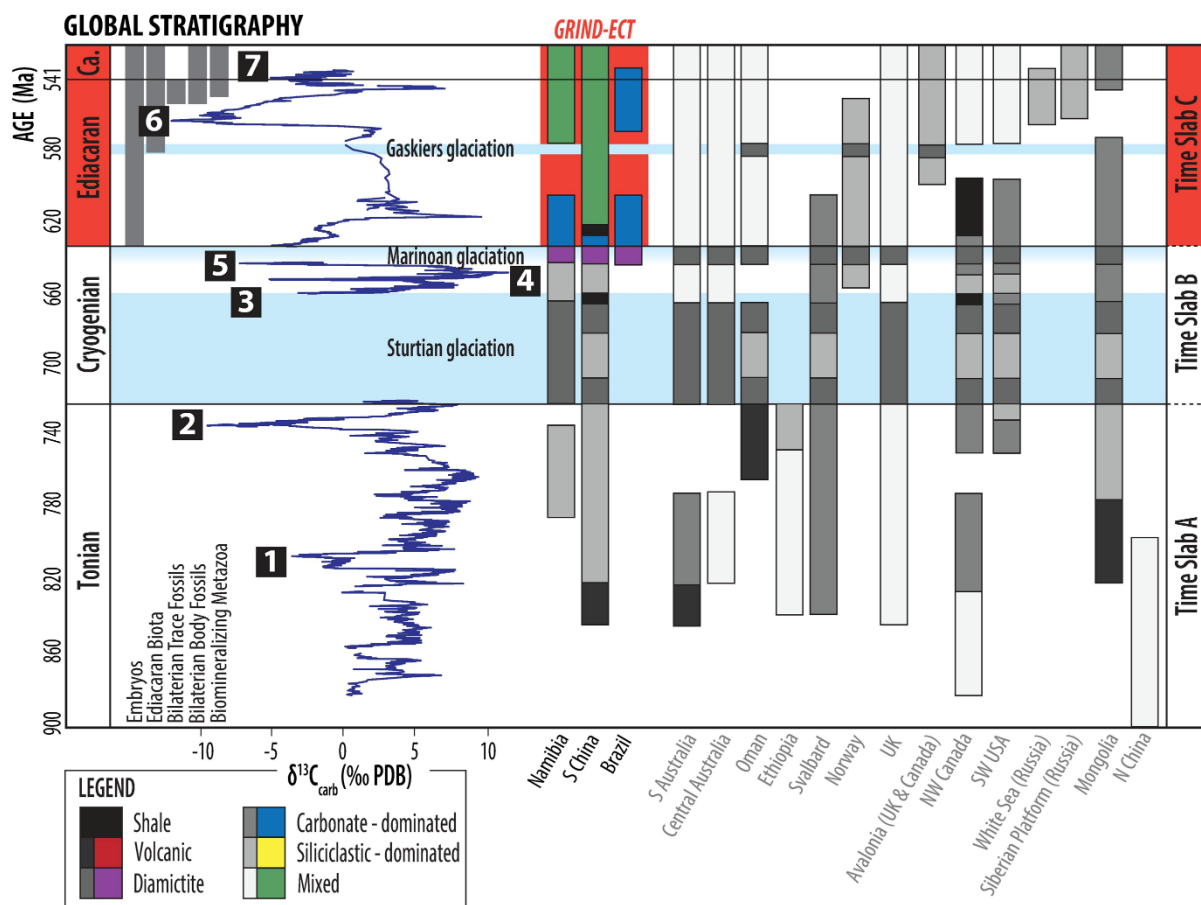 GLOBAL STRATIGRAPHY
GRIND-ECT
AGE (Ma)
541
580
620
660
700
740
780
820
860
900
Ca.
Ediacaran
Cryogenian
Tonian
7
6
Gaskiers glaciation
Marinoan glaciation
5
4
3
Sturtian glaciation
2
1
Time Slab C
Time Slab B
Time Slab A
Embryos
Ediacaran Biota
Bilaterian Trace Fossils
Bilaterian Body Fossils
Biomineralizing Metazoa
-10
-5
0
5
10
δ¹³C carb (‰ PDB)
Namibia
S China
Brazil
S Australia
Central Australia
Oman
Ethiopia
Svalbard
Norway
UK
Avalonia (UK & Canada)
NW Canada
SW USA
White Sea (Russia)
Siberian Platform (Russia)
Mongolia
N China
LEGEND
Shale
Volcanic
Diamictite
Carbonate - dominated
Siliciclastic - dominated
Mixed